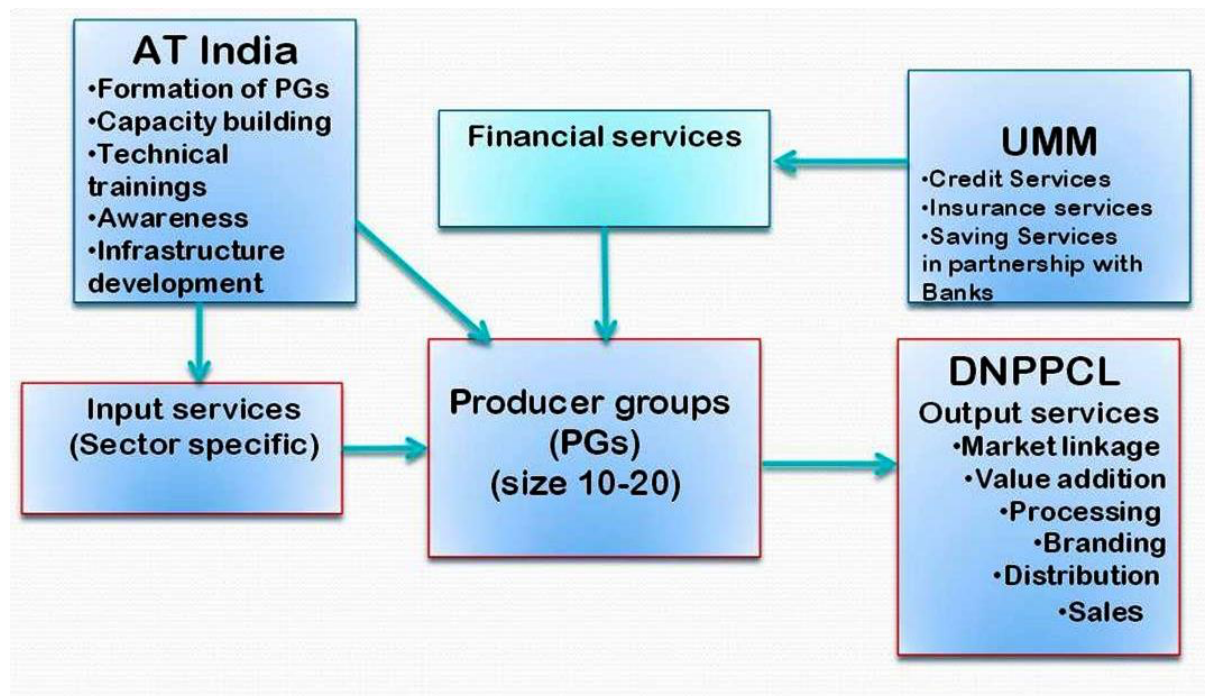 AT India
•Formation of PGs
•Capacity building
•Technical
trainings
•Awareness
•Infrastructure
development
Financial services
UMM
•Credit Services
•Insurance services
•Saving Services
in partnership with
Banks
Input services
(Sector specific)
Producer groups
(PGs)
(size 10-20)
DNPPCL
Output services
•Market linkage
•Value addition
•Processing
•Branding
•Distribution
•Sales